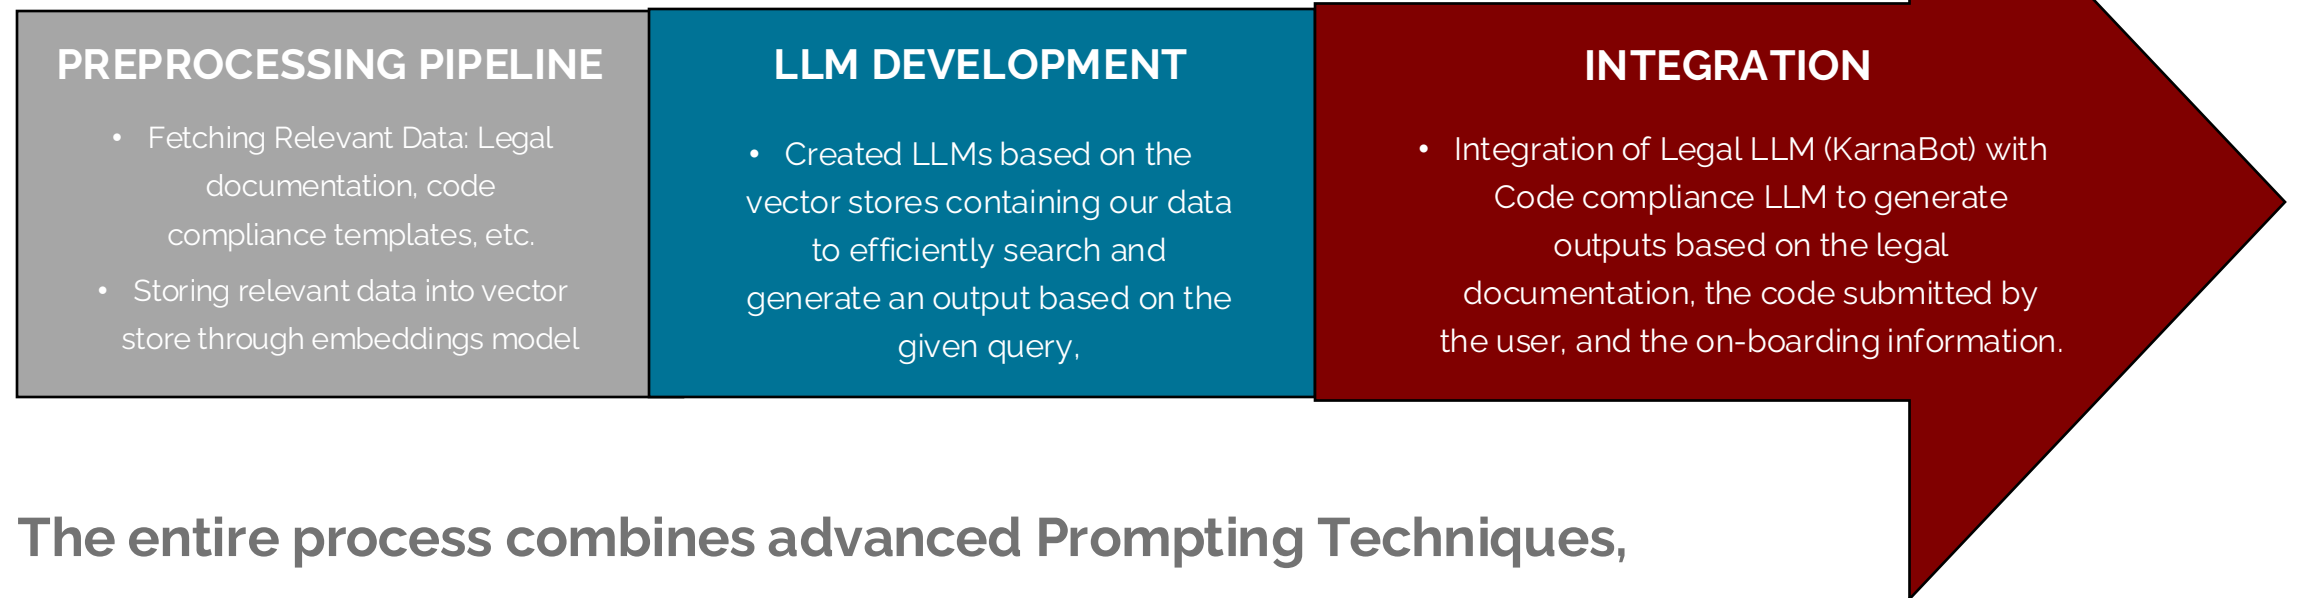 PREPROCESSING PIPELINE
• Fetching Relevant Data: Legal
documentation, code
compliance templates, etc.
• Storing relevant data into vector
store through embeddings model
LLM DEVELOPMENT
• Created LLMs based on the
vector stores containing our data
to efficiently search and
generate an output based on the
given query,
INTEGRATION
• Integration of Legal LLM (KarnaBot) with
Code compliance LLM to generate
outputs based on the legal
documentation, the code submitted by
the user, and the on-boarding information.
The entire process combines advanced Prompting Techniques,